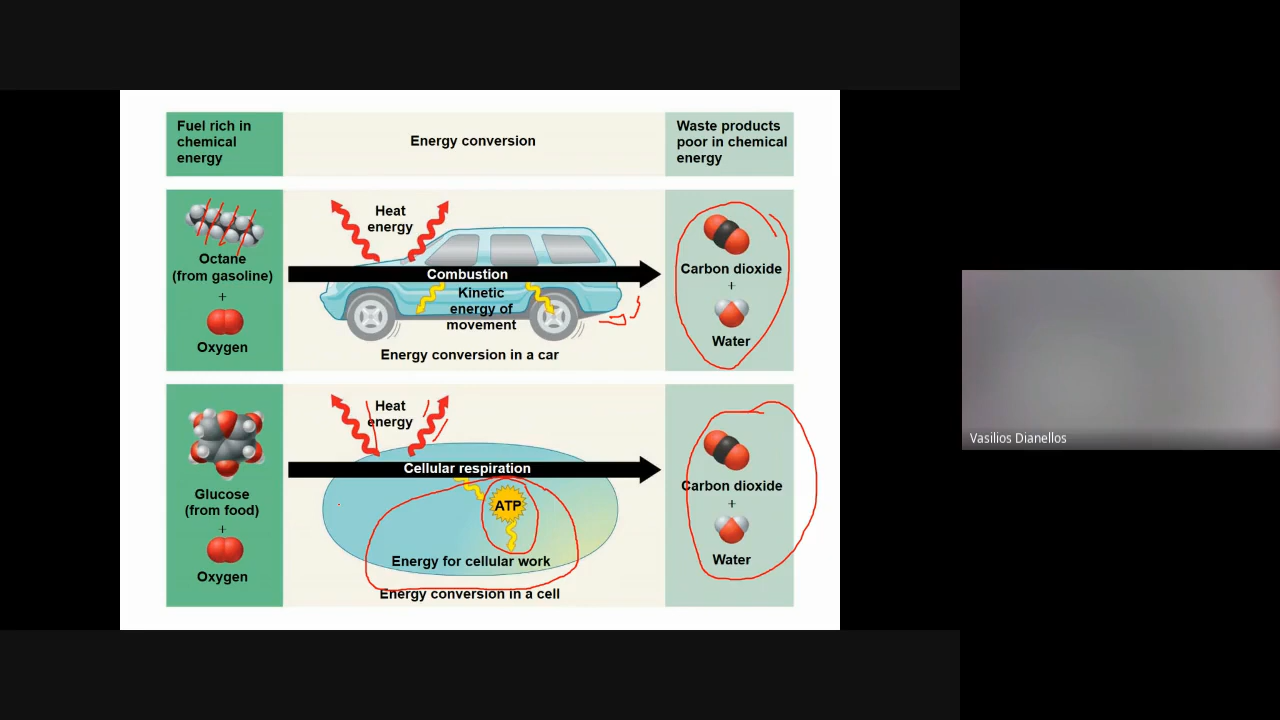 Fuel rich in
chemical
energy
Energy conversion
Waste products
poor in chemical
energy
Octane
(from gasoline)
+
Oxygen
Heat
energy
Combustion
Kinetic
energy of
movement
Energy conversion in a car
Carbon dioxide
+
Water
Glucose
(from food)
+
Oxygen
Heat
energy
Cellular respiration
ATP
Energy for cellular work
Energy conversion in a cell
Carbon dioxide
+
Water
Vasilios Dianellos